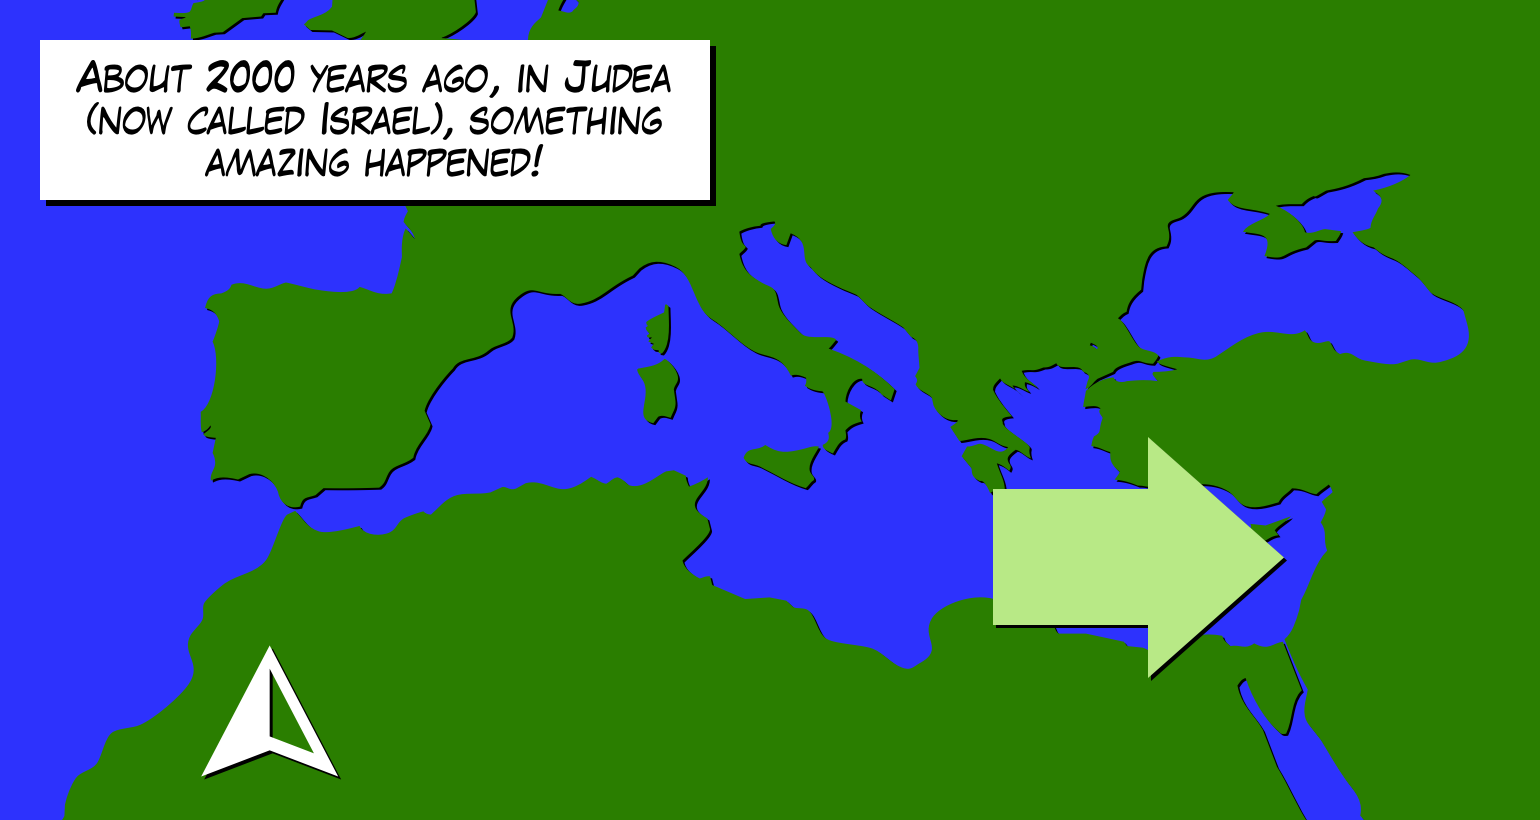 About 2000 years ago, in Judea
(now called Israel), something
amazing happened!